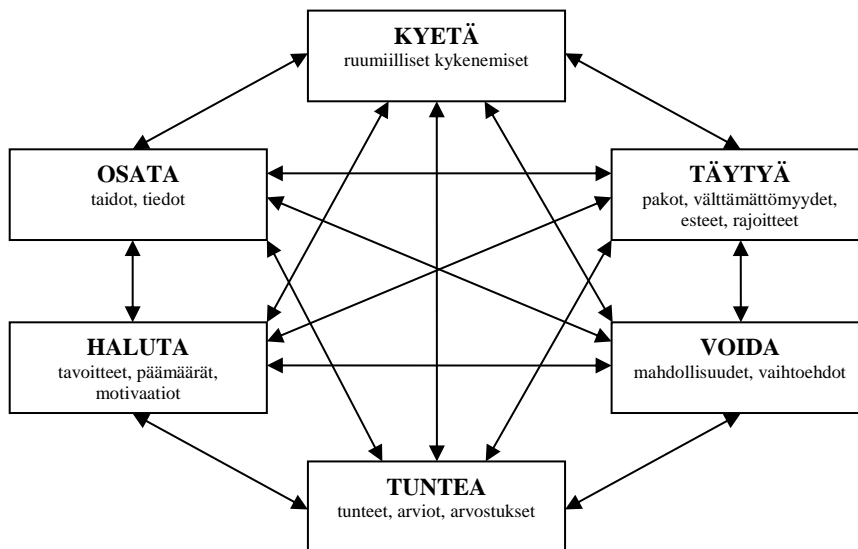 KYETÄ
ruumiilliset kykenemiset
OSATA
taidot, tiedot
TÄYTYÄ
pakot, välttämättömyydet,
esteet, rajoitteet
HALUTA
tavoitteet, päämäärät,
motivaatiot
VOIDA
mahdollisuudet, vaihtoehdot
TUNTEA
tunteet, arviot, arvostukset